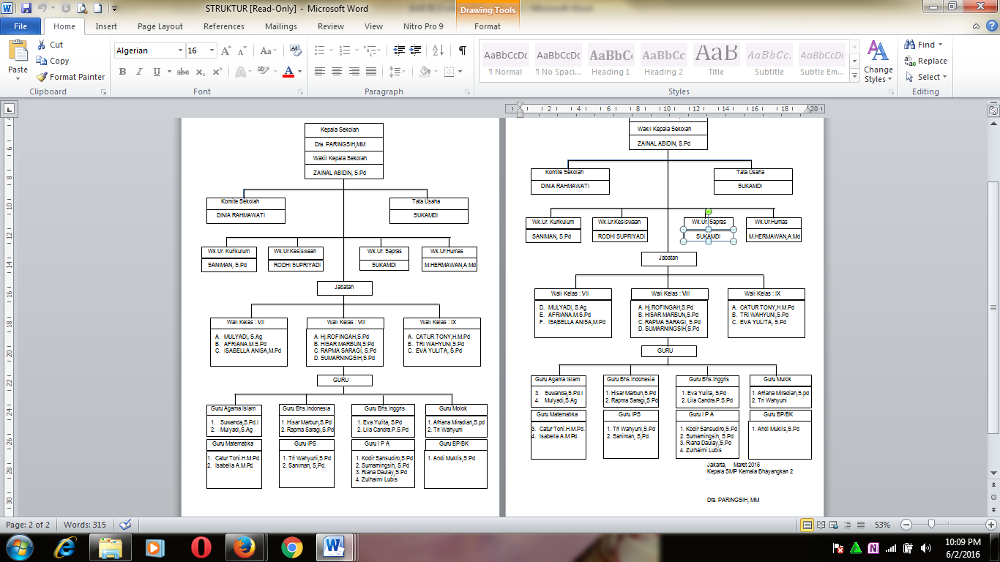 STRUKTUR [Read-Only] - Microsoft Word
Drawing Tools
File Home Insert Page Layout References Mailings Review View Nitro Pro 9 Format
Paste
Cut
Copy
Format Painter
Clipboard
Algerian 16
Font
Paragraph
AaBbCcDc AaBbCcDc AaBbCc AaBbCc AaB AaBbCc. AaBbCcDc
¶ Normal ¶ No Spaci... Heading 1 Heading 2 Title Subtitle Subtle Em...
Styles
Change Styles
Find
Replace
Select
Editing
2 4 6 8 10 12 14 16 18 20
Kepala Sekolah
Dra. PARINGSIH,MM
Wakil Kepala Sekolah
ZAINAL ABIDIN, S.Pd
Komite Sekolah
DINIA RAHMAWATI
Tata Usaha
SUKAMDI
Wk.Ur. Kurikulum
SANIMAN, S.Pd
Wk.Ur.Kesiswaan
RODHI SUPRIYADI
Wk.Ur. Sapras
SUKAMDI
Wk.Ur.Humas
M.HERMAWAN,A.Md
Jabatan
Wali Kelas : VII
A. MULYADI, S.Ag
B. AFRIANA.M.S.Pd
C. ISABELLA ANISA,M.Pd
Wali Kelas : VIII
A. Hj.ROFINGAH,S.Pd
B. HISAR MARBUN,S.Pd
C. RAPMA SARAGI, S.Pd
D. SUMARNINGSIH,S.Pd
Wali Kelas : IX
A. CATUR TONY,H.M.Pd
B. TRI WAHYUNI,S.Pd
C. EVA YULITA, S.Pd
GURU
Guru Agama Islam
1. Suwanda,S.Pd.I
2. Mulyadi,S.Ag
Guru Bhs.Indonesia
1. Hisar Marbun,S.Pd
2. Rapma Saragi,S.Pd
Guru Bhs.Inggris
1. Eva Yulita, S.Pd
2. Lila Candra.P.S.Pd
Guru Molok
1. Afriana Miradian,S.pd
2. Tri Wahyuni
Guru Matematika
1. Catur Toni.H.M.Pd.
2. Isabella A.M.Pd.
Guru IPS
1. Tri Wahyuni,S.Pd
2. Saniman, S,Pd.
Guru I P A
1. Kodir Sansudiro,S.Pd
2. Sumarningsih, S.Pd
3. Riana Daulay,S.Pd
4. Zulhaimi Lubis
Guru BP/BK
1. Andi Muklis,S.Pd
Wakil Kepala Sekolah
ZAINAL ABIDIN, S.Pd
Komite Sekolah
DINIA RAHMAWATI
Tata Usaha
SUKAMDI
Wk.Ur. Kurikulum
SANIMAN, S.Pd
Wk.Ur.Kesiswaan
RODHI SUPRIYADI
Wk.Ur. Sapras
SUKAMDI
Wk.Ur.Humas
M.HERMAWAN,A.Md
Jabatan
Wali Kelas : VII
D. MULYADI, S.Ag
E. AFRIANA.M.S.Pd
F. ISABELLA ANISA,M.Pd
Wali Kelas : VIII
A. Hj.ROFINGAH,S.Pd
B. HISAR MARBUN,S.Pd
C. RAPMA SARAGI, S.Pd
D. SUMARNINGSIH,S.Pd
Wali Kelas : IX
A. CATUR TONY,H.M.Pd
B. TRI WAHYUNI,S.Pd
C. EVA YULITA, S.Pd
GURU
Guru Agama Islam
3. Suwanda,S.Pd.I
4. Mulyadi,S.Ag
Guru Bhs.Indonesia
1. Hisar Marbun,S.Pd
2. Rapma Saragi,S.Pd
Guru Bhs.Inggris
1. Eva Yulita, S.Pd
2. Lila Candra.P.S.Pd
Guru Mulok
1. Afriana Miradian,S.pd
2. Tri Wahyuni
Guru Matematika
3. Catur Toni.H.M.Pd.
4. Isabella A.M.Pd.
Guru IPS
1. Tri Wahyuni,S.Pd
2. Saniman, S,Pd.
Guru I P A
1. Kodir Sansudiro,S.Pd
2. Sumarningsih, S.Pd
3. Riana Daulay,S.Pd
4. Zulhaimi Lubis
Guru BP/BK
1. Andi Muklis,S.Pd
Jakarta, Maret 2016
Kepala SMP Kemala Bhayangkari 2
Dra. PARINGSIH, MM
Page: 2 of 2 Words: 315
53%
10:09 PM
6/2/2016